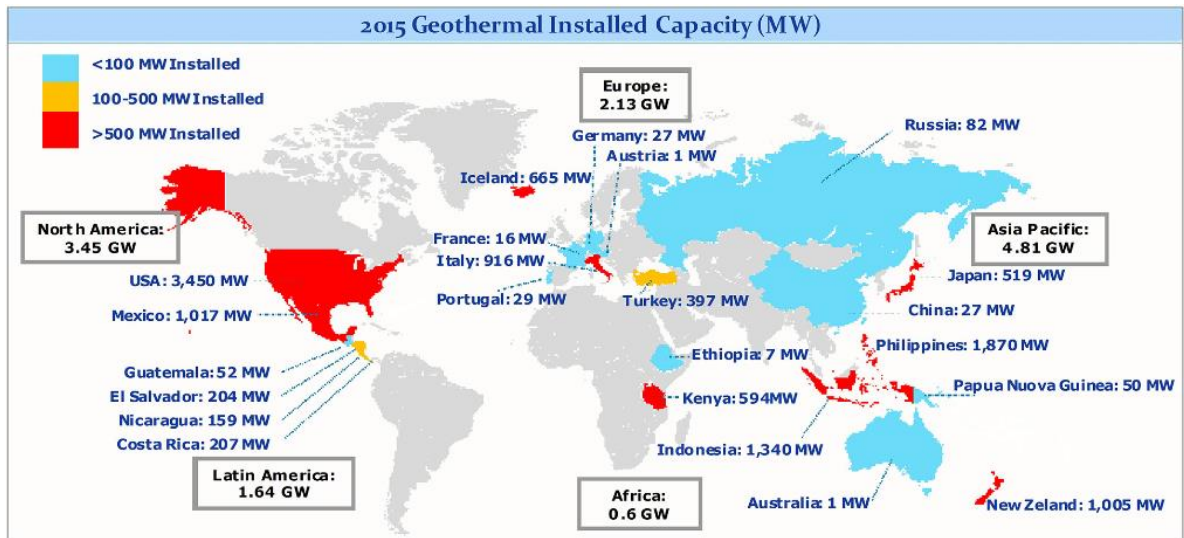 2015 Geothermal Installed Capacity (MW)
<100 MW Installed
100-500 MW Installed
>500 MW Installed
Europe:
2.13 GW
Germany: 27 MW
Austria: 1 MW
Russia: 82 MW
Iceland: 665 MW
North America:
3.45 GW
Asia Pacific:
4.81 GW
France: 16 MW
Italy: 916 MW
Portugal: 29 MW
Turkey: 397 MW
Japan: 519 MW
China: 27 MW
USA: 3,450 MW
Mexico: 1,017 MW
Philippines: 1,870 MW
Ethiopia: 7 MW
Guatemala: 52 MW
El Salvador: 204 MW
Nicaragua: 159 MW
Costa Rica: 207 MW
Papua Nuova Guinea: 50 MW
Kenya: 594MW
Indonesia: 1,340 MW
Latin America:
1.64 GW
Africa:
0.6 GW
Australia: 1 MW
New Zeland: 1,005 MW